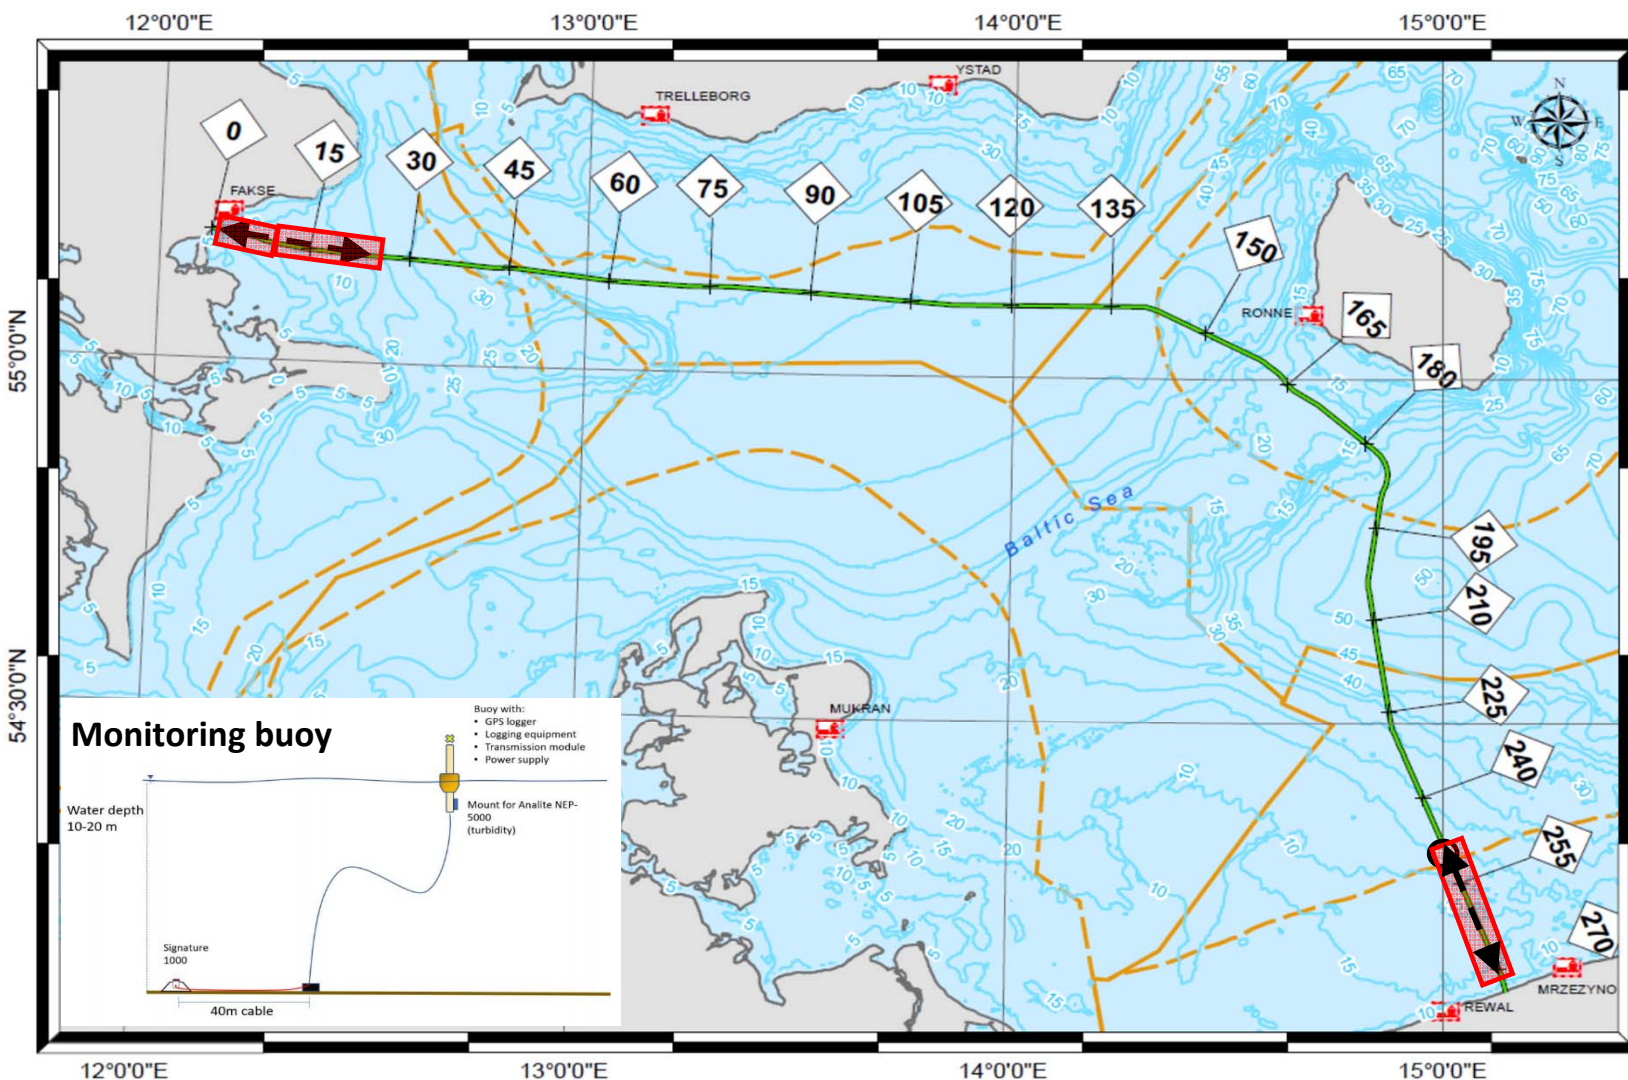 12°0'0"E
13°0'0"E
14°0'0"E
15°0'0"E
55°0'0"N
54°30'0"N
N
W
E
S
YSTAD
TRELLEBORG
FAKSE
RONNE
MUKRAN
MRZEZYNO
REWAL
Baltic Sea
0
15
30
45
60
75
90
105
120
135
150
165
180
195
210
225
240
255
270
Monitoring buoy
Buoy with:
• GPS logger
• Logging equipment
• Transmission module
• Power supply
Mount for Analite NEP-
5000
(turbidity)
Water depth
10-20 m
Signature
1000
40m cable
12°0'0"E
13°0'0"E
14°0'0"E
15°0'0"E